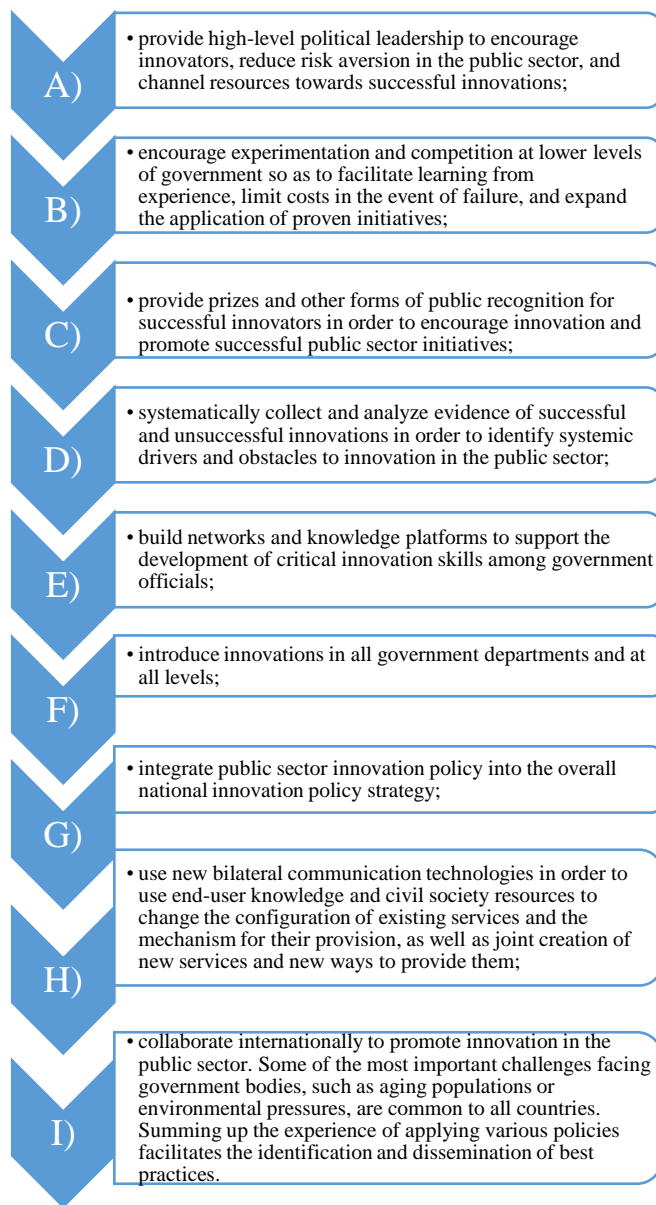 A)
• provide high-level political leadership to encourage
innovators, reduce risk aversion in the public sector, and
channel resources towards successful innovations;
B)
• encourage experimentation and competition at lower levels
of government so as to facilitate learning from
experience, limit costs in the event of failure, and expand
the application of proven initiatives;
C)
• provide prizes and other forms of public recognition for
successful innovators in order to encourage innovation and
promote successful public sector initiatives;
D)
• systematically collect and analyze evidence of successful
and unsuccessful innovations in order to identify systemic
drivers and obstacles to innovation in the public sector;
E)
• build networks and knowledge platforms to support the
development of critical innovation skills among government
officials;
F)
• introduce innovations in all government departments and at
all levels;
G)
• integrate public sector innovation policy into the overall
national innovation policy strategy;
H)
• use new bilateral communication technologies in order to
use end-user knowledge and civil society resources to
change the configuration of existing services and the
mechanism for their provision, as well as joint creation of
new services and new ways to provide them;
I)
• collaborate internationally to promote innovation in the
public sector. Some of the most important challenges facing
government bodies, such as aging populations or
environmental pressures, are common to all countries.
Summing up the experience of applying various policies
facilitates the identification and dissemination of best
practices.